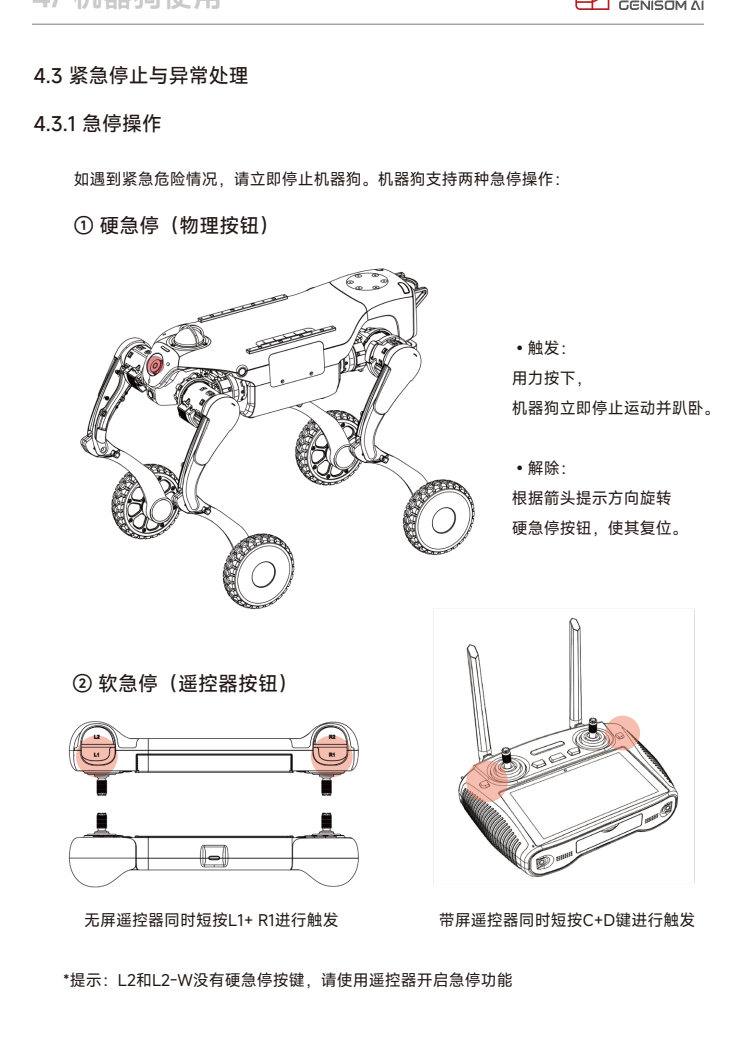 4/ 机器狗使用
GENISOM AI
4.3 紧急停止与异常处理
4.3.1 急停操作
如遇到紧急危险情况，请立即停止机器狗。机器狗支持两种急停操作：
① 硬急停（物理按钮）
• 触发：
用力按下，
机器狗立即停止运动并趴卧。
• 解除：
根据箭头提示方向旋转
硬急停按钮，使其复位。
② 软急停（遥控器按钮）
L2
R2
L1
R1
无屏遥控器同时短按L1+ R1进行触发
带屏遥控器同时短按C+D键进行触发
*提示：L2和L2-W没有硬急停按键，请使用遥控器开启急停功能